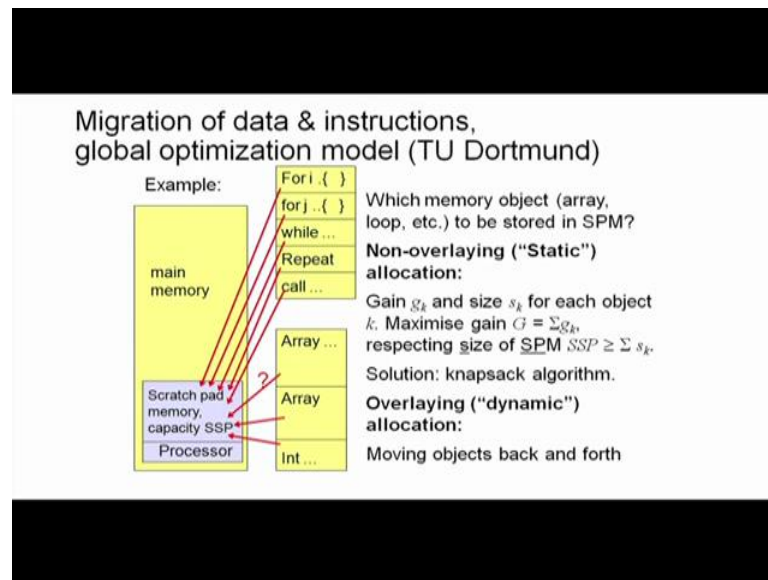 Migration of data & instructions,
global optimization model (TU Dortmund)
Example:
main
memory
Scratch pad
memory,
capacity SSP
Processor
For i .{ }
for j ..{ }
while ...
Repeat
call ...
Array ...
?
Array
Int ...
Which memory object (array,
loop, etc.) to be stored in SPM?
Non-overlaying (“Static”)
allocation:
Gain gₖ and size sₖ for each object
k. Maximise gain G = Σgₖ,
respecting size of SPM SSP ≥ Σ sₖ.
Solution: knapsack algorithm.
Overlaying (“dynamic”)
allocation:
Moving objects back and forth